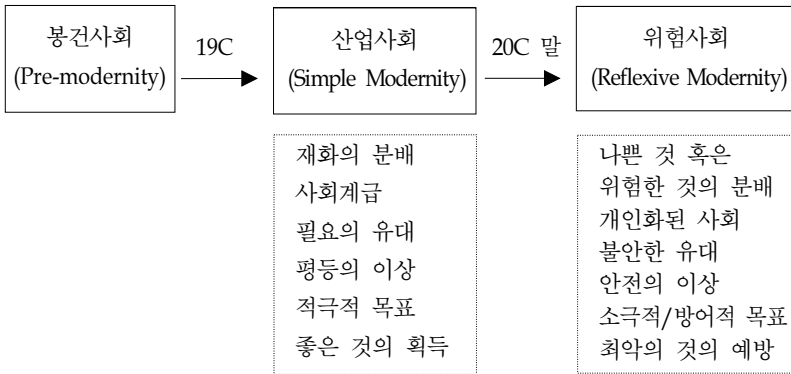 봉건사회
(Pre-modernity)
19C
산업사회
(Simple Modernity)
20C 말
위험사회
(Reflexive Modernity)
재화의 분배
사회계급
필요의 유대
평등의 이상
적극적 목표
좋은 것의 획득
나쁜 것 혹은
위험한 것의 분배
개인화된 사회
불안한 유대
안전의 이상
소극적/방어적 목표
최악의 것의 예방